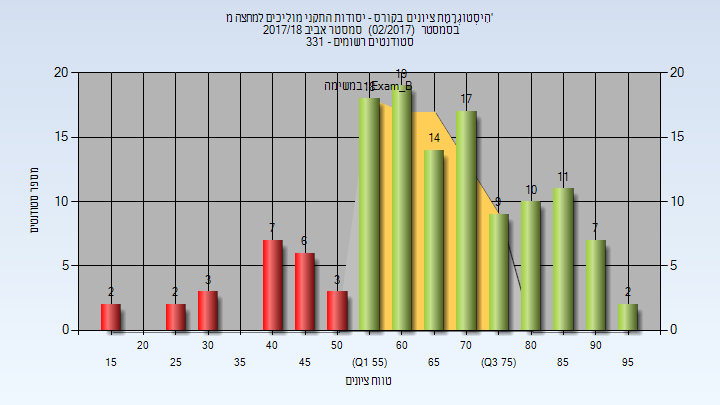 היסטוגרמת ציונים בקורס - יסודות התקני מוליכים למחצה מ'
בסמסטר (02/2017) סמסטר אביב 2017/18
סטודנטים רשומים - 331
במשימה: Exam_B
20 20
15 15
10 10
5 5
0 0
2 2 3 7 6 3 18 19 14 17 9 10 11 7 2
מספר סטודנטים
20 30 40 50 60 70 80 90
15 25 35 45 (Q1 55) 65 (Q3 75) 85 95
טווח ציונים